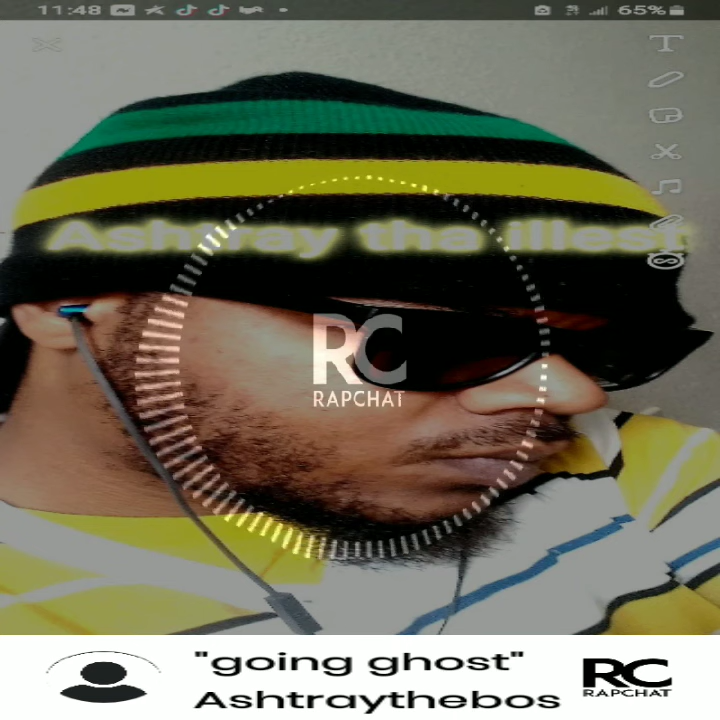 11:48
65%
T
Ashtray tha illest
RC
RAPCHAT
"going ghost"
Ashtraythebos
RC
RAPCHAT